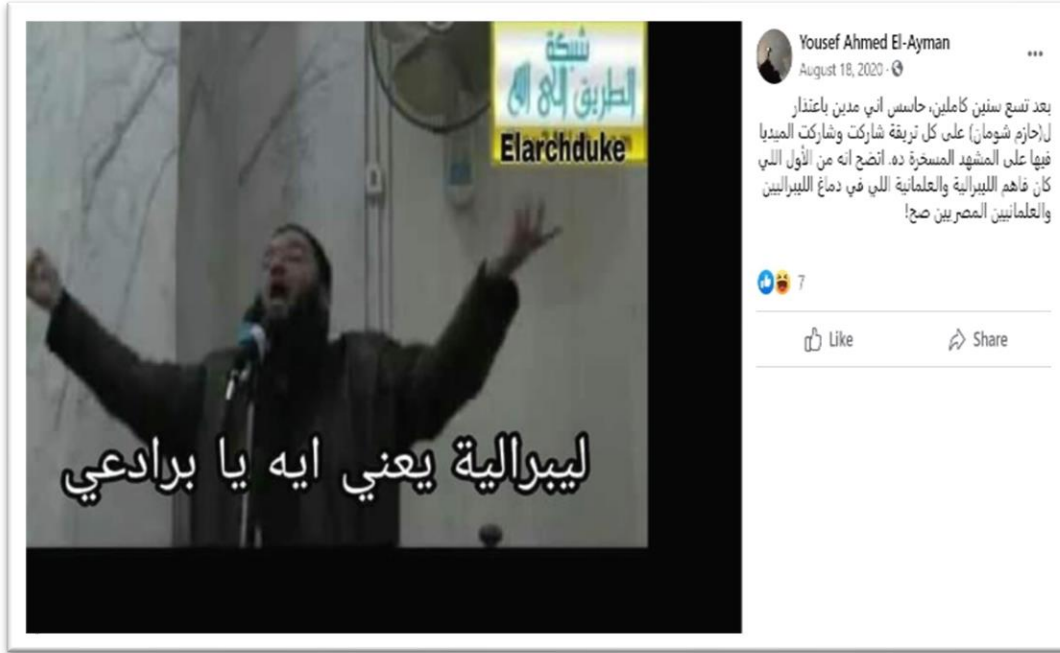 شبكة
الطريق إلى الله
Elarchduke
ليبرالية يعني ايه يا برادعي
Yousef Ahmed El-Ayman
August 18, 2020
بعد تسع سنين كاملين، حاسس اني مدين باعتذار
ل(حازم شومان) على كل تريقة شاركت وشاركت الميديا
فيها على المشهد المسخرة ده. اتضح انه من الأول اللي
كان فاهم الليبرالية والعلمانية اللي في دماغ الليبراليين
والعلمانيين المصريين صح!
7
Like
Share